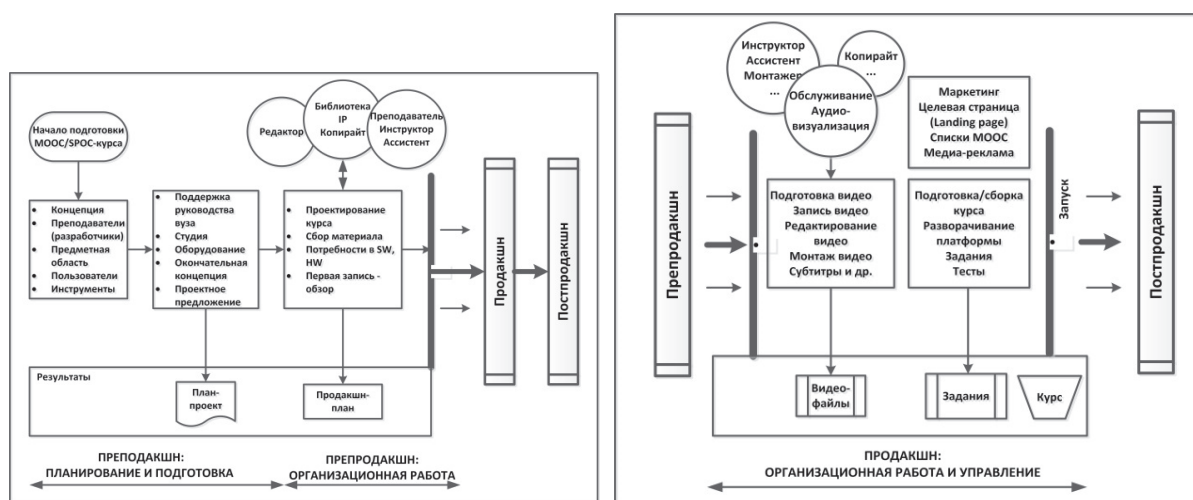 Начало подготовки
MOOC/SPOC-курса
Редактор
Библиотека
IP
Копирайт
Преподаватель
Инструктор
Ассистент
• Концепция
• Преподаватели
(разработчики)
• Предметная
область
• Пользователи
• Инструменты
• Поддержка
руководства
вуза
• Студия
• Оборудование
• Окончательная
концепция
• Проектное
предложение
• Проектирование
курса
• Сбор материала
• Потребности в SW,
HW
• Первая запись -
обзор
Продакшн
Постпродакшн
Результаты
План-
проект
Продакшн-
план
ПРЕПОДАКШН:
ПЛАНИРОВАНИЕ И ПОДГОТОВКА
ПРЕПРОДАКШН:
ОРГАНИЗАЦИОННАЯ РАБОТА
Инструктор
Ассистент
Монтажер
...
Копирайт
...
Обслуживание
Аудио-
визуализация
Маркетинг
Целевая страница
(Landing page)
Списки MOOC
Медиа-реклама
Препродакшн
Подготовка видео
Запись видео
Редактирование
видео
Монтаж видео
Субтитры и др.
Подготовка/сборка
курса
Разворачивание
платформы
Задания
Тесты
Запуск
Постпродакшн
Видео-
файлы
Задания
Курс
ПРОДАКШН:
ОРГАНИЗАЦИОННАЯ РАБОТА И УПРАВЛЕНИЕ